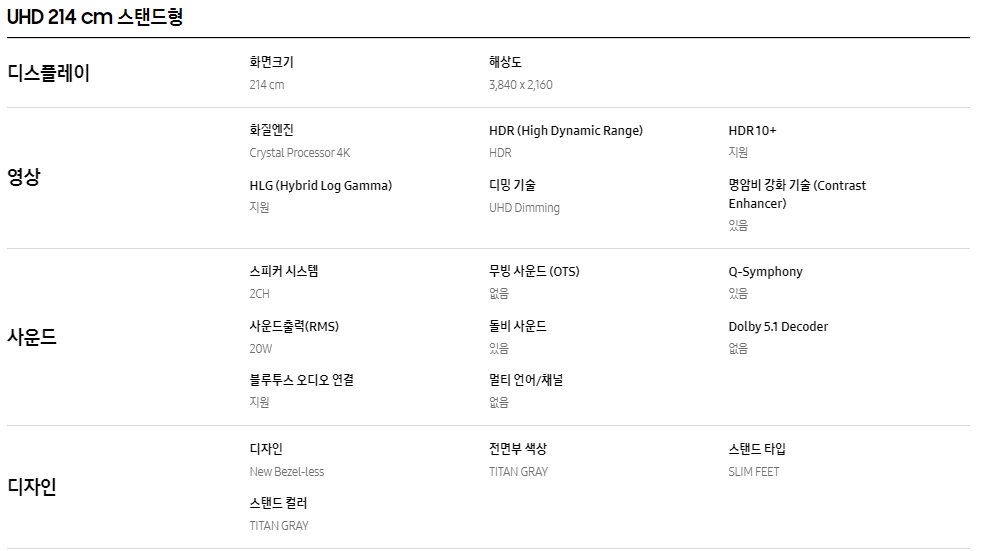 UHD 214 cm 스탠드형
디스플레이
화면크기
해상도
214 cm
3,840 x 2,160
영상
화질엔진
HDR (High Dynamic Range)
HDR10+
Crystal Processor 4K
HDR
지원
HLG (Hybrid Log Gamma)
디밍 기술
명암비 강화 기술 (Contrast
Enhancer)
지원
UHD Dimming
있음
사운드
스피커 시스템
무빙 사운드 (OTS)
Q-Symphony
2CH
없음
있음
사운드출력(RMS)
돌비 사운드
Dolby 5.1 Decoder
20W
있음
없음
블루투스 오디오 연결
멀티 언어/채널
지원
없음
디자인
디자인
전면부 색상
스탠드 타입
New Bezel-less
TITAN GRAY
SLIM FEET
스탠드 컬러
TITAN GRAY